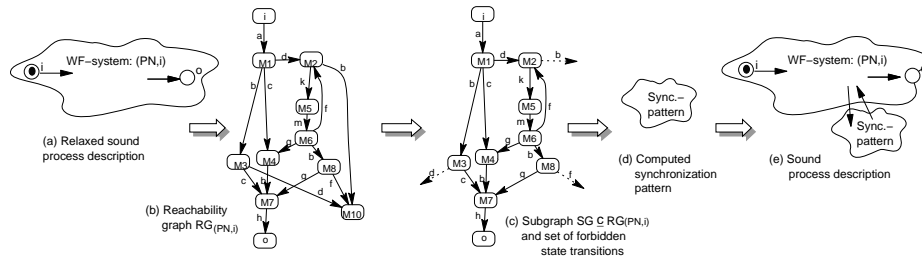 WF-system: (PN,i)
i
o
(a) Relaxed sound
process description
i
a
M1
d
M2
b
b
c
k
M5
f
m
M6
g
b
M3
M4
M8
c
b
g
d
f
M7
M10
h
o
(b) Reachability
graph RG(PN,i)
i
a
M1
d
M2
b
b
c
k
M5
f
m
M6
g
b
M3
M4
M8
d
c
b
g
f
M7
h
o
(c) Subgraph SG ⊆ RG(PN,i)
and set of forbidden
state transitions
Sync.-
pattern
(d) Computed
synchronization
pattern
WF-system: (PN,i)
i
o
Sync.-
pattern
(e) Sound
process description